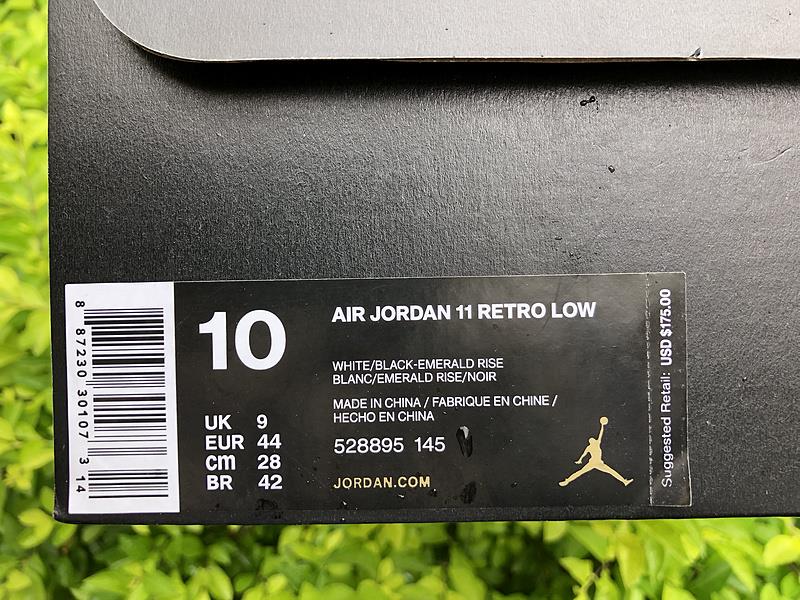 8 87230 30107 3 14
10
AIR JORDAN 11 RETRO LOW
WHITE/BLACK-EMERALD RISE
BLANC/EMERALD RISE/NOIR
MADE IN CHINA / FABRIQUE EN CHINE /
HECHO EN CHINA
UK 9
EUR 44
cm 28
BR 42
528895 145
JORDAN.COM
Suggested Retail: USD $175.00